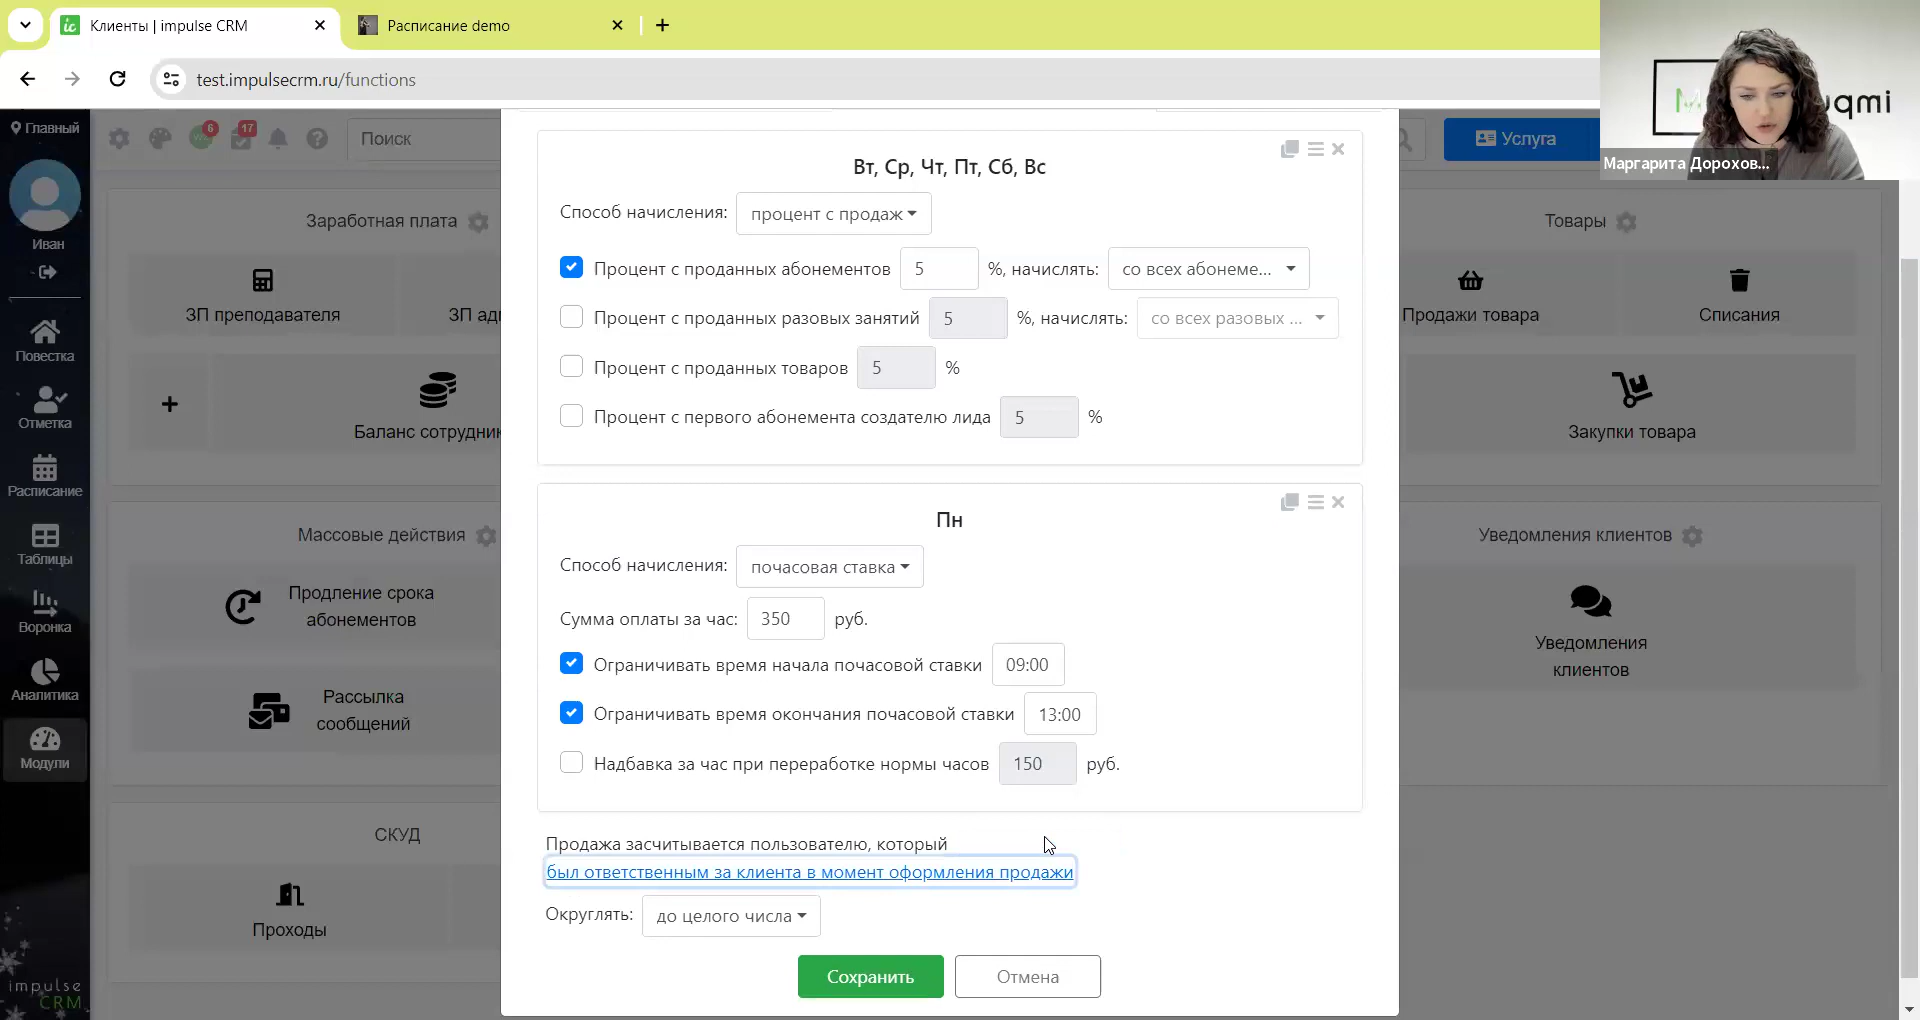 Клиенты | impulse CRM
Расписание demo
test.impulsecrm.ru/functions
Маргарита Дорохов...
Главный
6
17
Поиск
Услуга
Иван
Повестка
Отметка
Расписание
Таблицы
Воронка
Аналитика
Модули
impulse
CRM
Заработная плата
ЗП преподавателя
ЗП
Баланс
Массовые действия
Продление срока
абонементов
Рассылка
сообщений
СКУД
Проходы
Вт, Ср, Чт, Пт, Сб, Вс
Способ начисления: процент с продаж
Процент с проданных абонементов 5 %, начислять: со всех абонеме...
Процент с проданных разовых занятий 5 %, начислять: со всех разовых ...
Процент с проданных товаров 5 %
Процент с первого абонемента создателю лида 5 %
Пн
Способ начисления: почасовая ставка
Сумма оплаты за час: 350 руб.
Ограничивать время начала почасовой ставки 09:00
Ограничивать время окончания почасовой ставки 13:00
Надбавка за час при переработке нормы часов 150 руб.
Продажа засчитывается пользователю, который
был ответственным за клиента в момент оформления продажи
Округлять: до целого числа
Сохранить
Отмена
Товары
Продажи товара
Списания
Закупки товара
Уведомления клиентов
Уведомления
клиентов